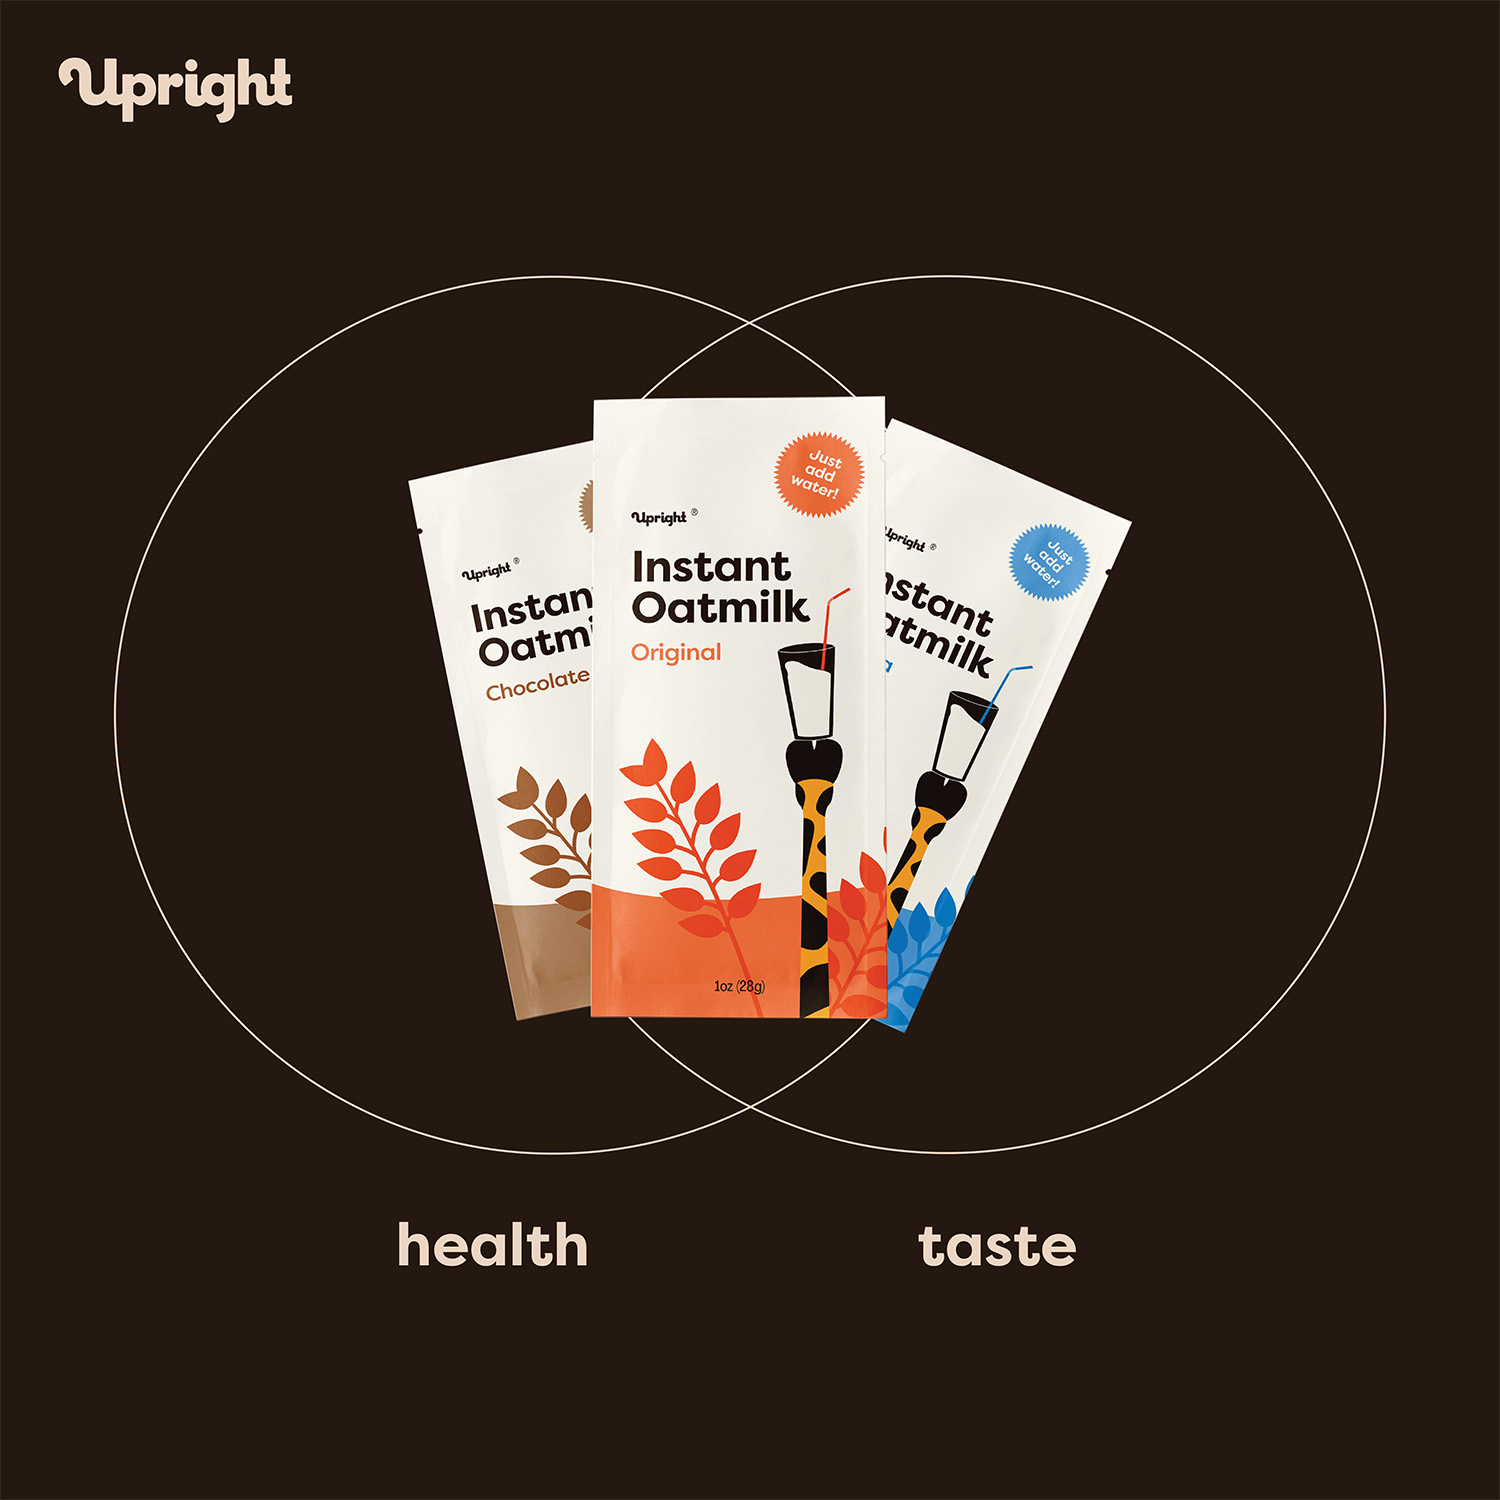 Upright
Upright ®
Instan
Oatmi
Chocolate
Just
add
water!
Upright ®
Instant
Oatmilk
Original
1oz (28g)
Just
add
water!
Upright ®
nstant
atmilk
a
health
taste